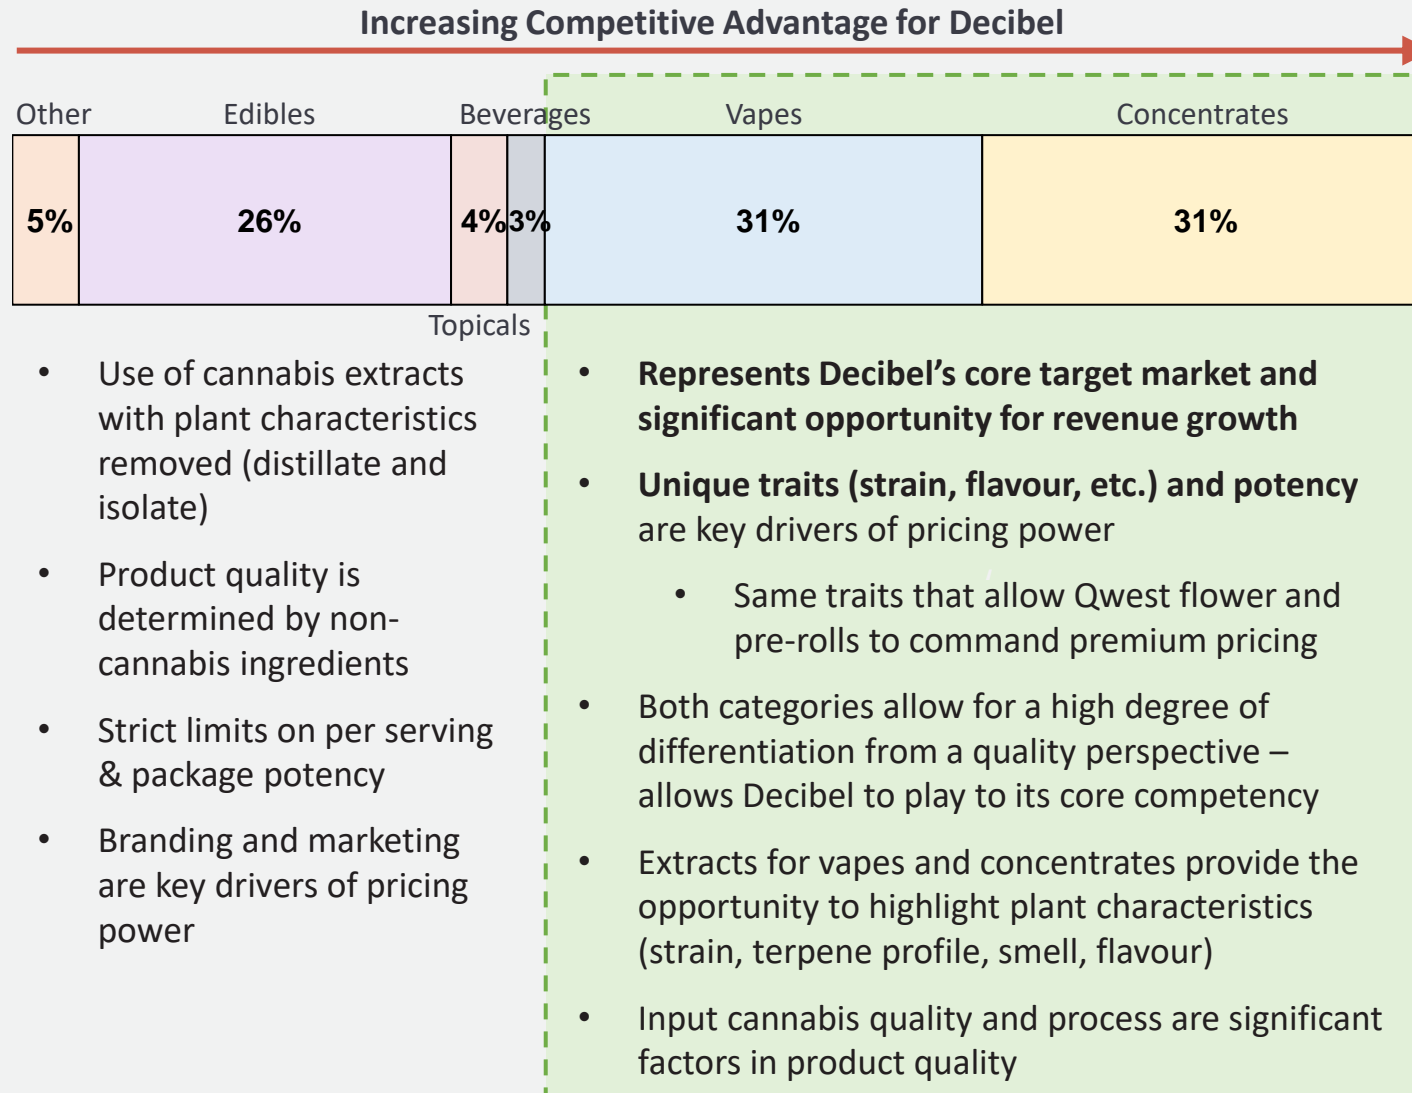 Increasing Competitive Advantage for Decibel
Other
Edibles
Beverages
Vapes
Concentrates
5%
26%
4%
3%
31%
31%
Topicals
• Use of cannabis extracts
with plant characteristics
removed (distillate and
isolate)
• Product quality is
determined by non-
cannabis ingredients
• Strict limits on per serving
& package potency
• Branding and marketing
are key drivers of pricing
power
• Represents Decibel’s core target market and
significant opportunity for revenue growth
• Unique traits (strain, flavour, etc.) and potency
are key drivers of pricing power
• Same traits that allow Qwest flower and
pre-rolls to command premium pricing
• Both categories allow for a high degree of
differentiation from a quality perspective –
allows Decibel to play to its core competency
• Extracts for vapes and concentrates provide the
opportunity to highlight plant characteristics
(strain, terpene profile, smell, flavour)
• Input cannabis quality and process are significant
factors in product quality